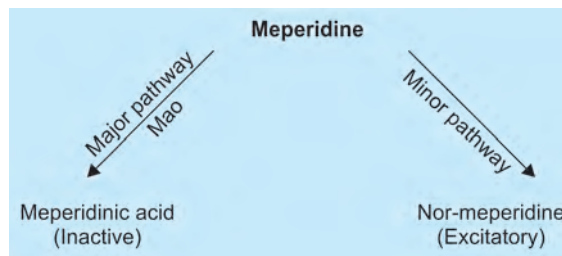 Meperidine
Major pathway
Mao
Minor pathway
Meperidinic acid
(Inactive)
Nor-meperidine
(Excitatory)